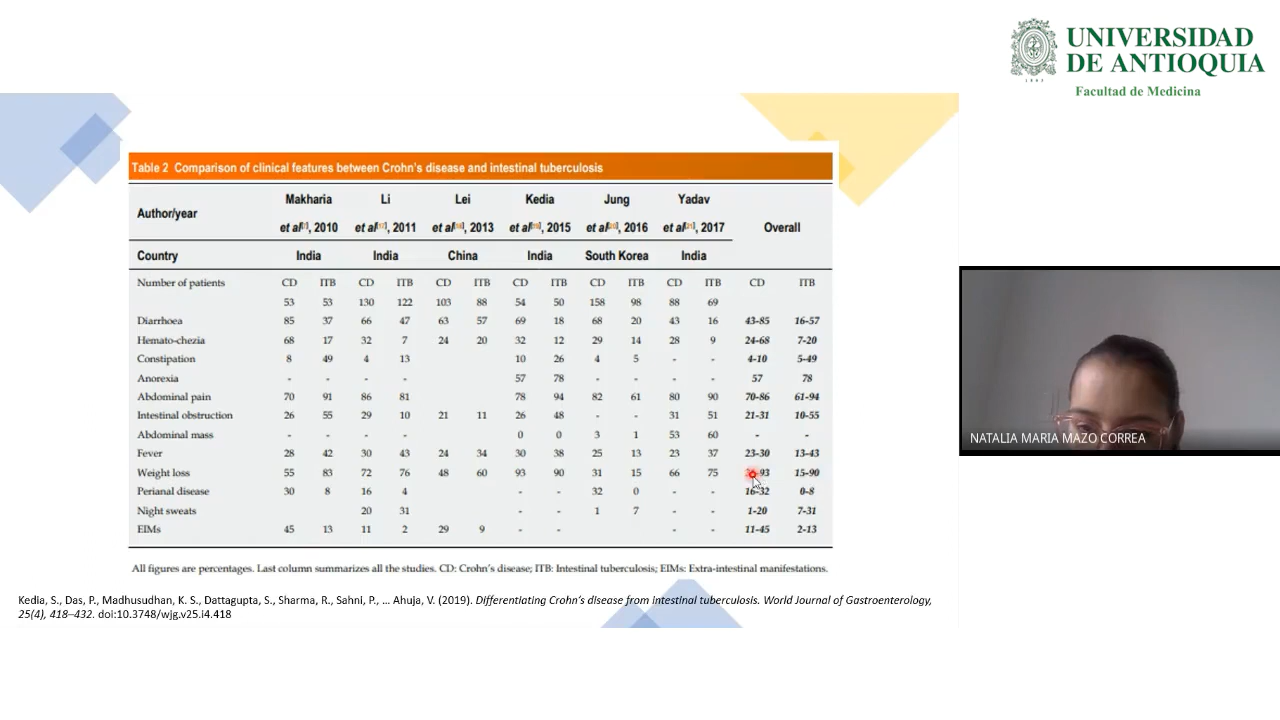 UNIVERSIDAD
DE ANTIOQUIA
1803
Facultad de Medicina
Table 2 Comparison of clinical features between Crohn's disease and intestinal tuberculosis
Author/year Makharia Li Lei Kedia Jung Yadav Overall
et al[7], 2010 et al[17], 2011 et al, 2013 et al, 2015 et al, 2016 et al[21], 2017
Country India India China India South Korea India
Number of patients CD ITB CD ITB CD ITB CD ITB CD ITB CD ITB CD ITB
53 53 130 122 103 88 54 50 158 98 88 69
Diarrhoea 85 37 66 47 63 57 69 18 68 20 43 16 43-85 16-57
Hemato-chezia 68 17 32 7 24 20 32 12 29 14 28 9 24-68 7-20
Constipation 8 49 4 13 10 26 4 5 - - 4-10 5-49
Anorexia - - - - 57 78 - - - - 57 78
Abdominal pain 70 91 86 81 78 94 82 61 80 90 70-86 61-94
Intestinal obstruction 26 55 29 10 21 11 26 48 - - 31 51 21-31 10-55
Abdominal mass - - - - 0 0 3 1 53 60 - -
Fever 28 42 30 43 24 34 30 38 25 13 23 37 23-30 13-43
Weight loss 55 83 72 76 48 60 93 90 31 15 66 75 93 15-90
Perianal disease 30 8 16 4 - - 32 0 - - 16-32 0-8
Night sweats 20 31 - - 1 7 - - 1-20 7-31
EIMs 45 13 11 2 29 9 - - - - 11-45 2-13
All figures are percentages. Last column summarizes all the studies. CD: Crohn's disease; ITB: Intestinal tuberculosis; EIMs: Extra-intestinal manifestations.
Kedia, S., Das, P., Madhusudhan, K. S., Dattagupta, S., Sharma, R., Sahni, P., … Ahuja, V. (2019). Differentiating Crohn's disease from intestinal tuberculosis. World Journal of Gastroenterology,
25(4), 418–432. doi:10.3748/wjg.v25.i4.418
NATALIA MARIA MAZO CORREA